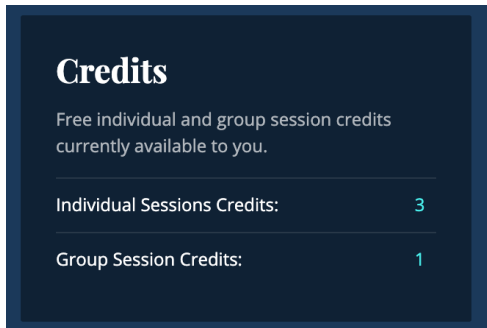 Credits
Free individual and group session credits
currently available to you.
Individual Sessions Credits: 3
Group Session Credits: 1